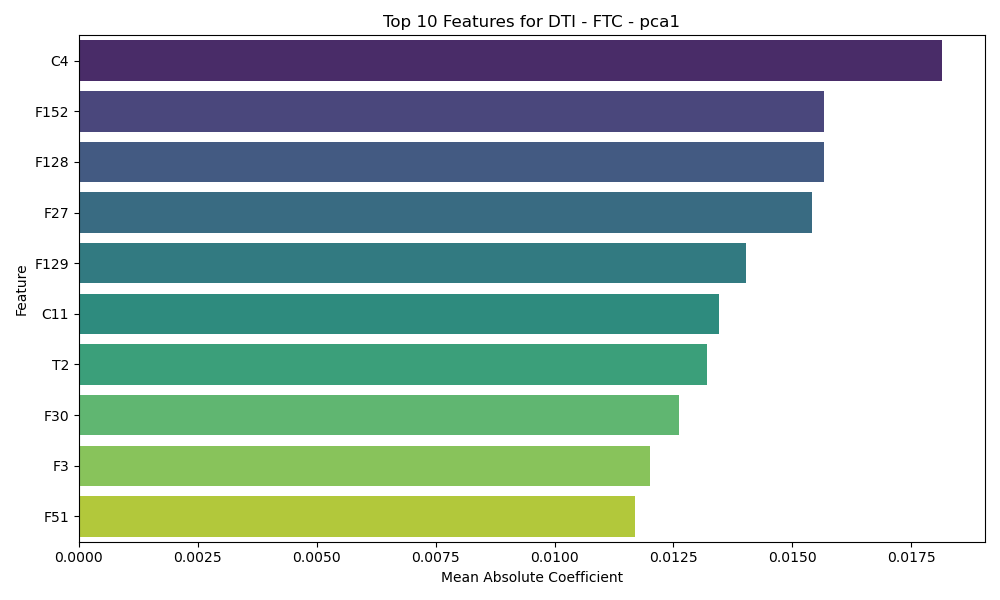 Top 10 Features for DTI - FTC - pca1
C4
F152
F128
F27
F129
C11
T2
F30
F3
F51
Feature
0.0000 0.0025 0.0050 0.0075 0.0100 0.0125 0.0150 0.0175
Mean Absolute Coefficient